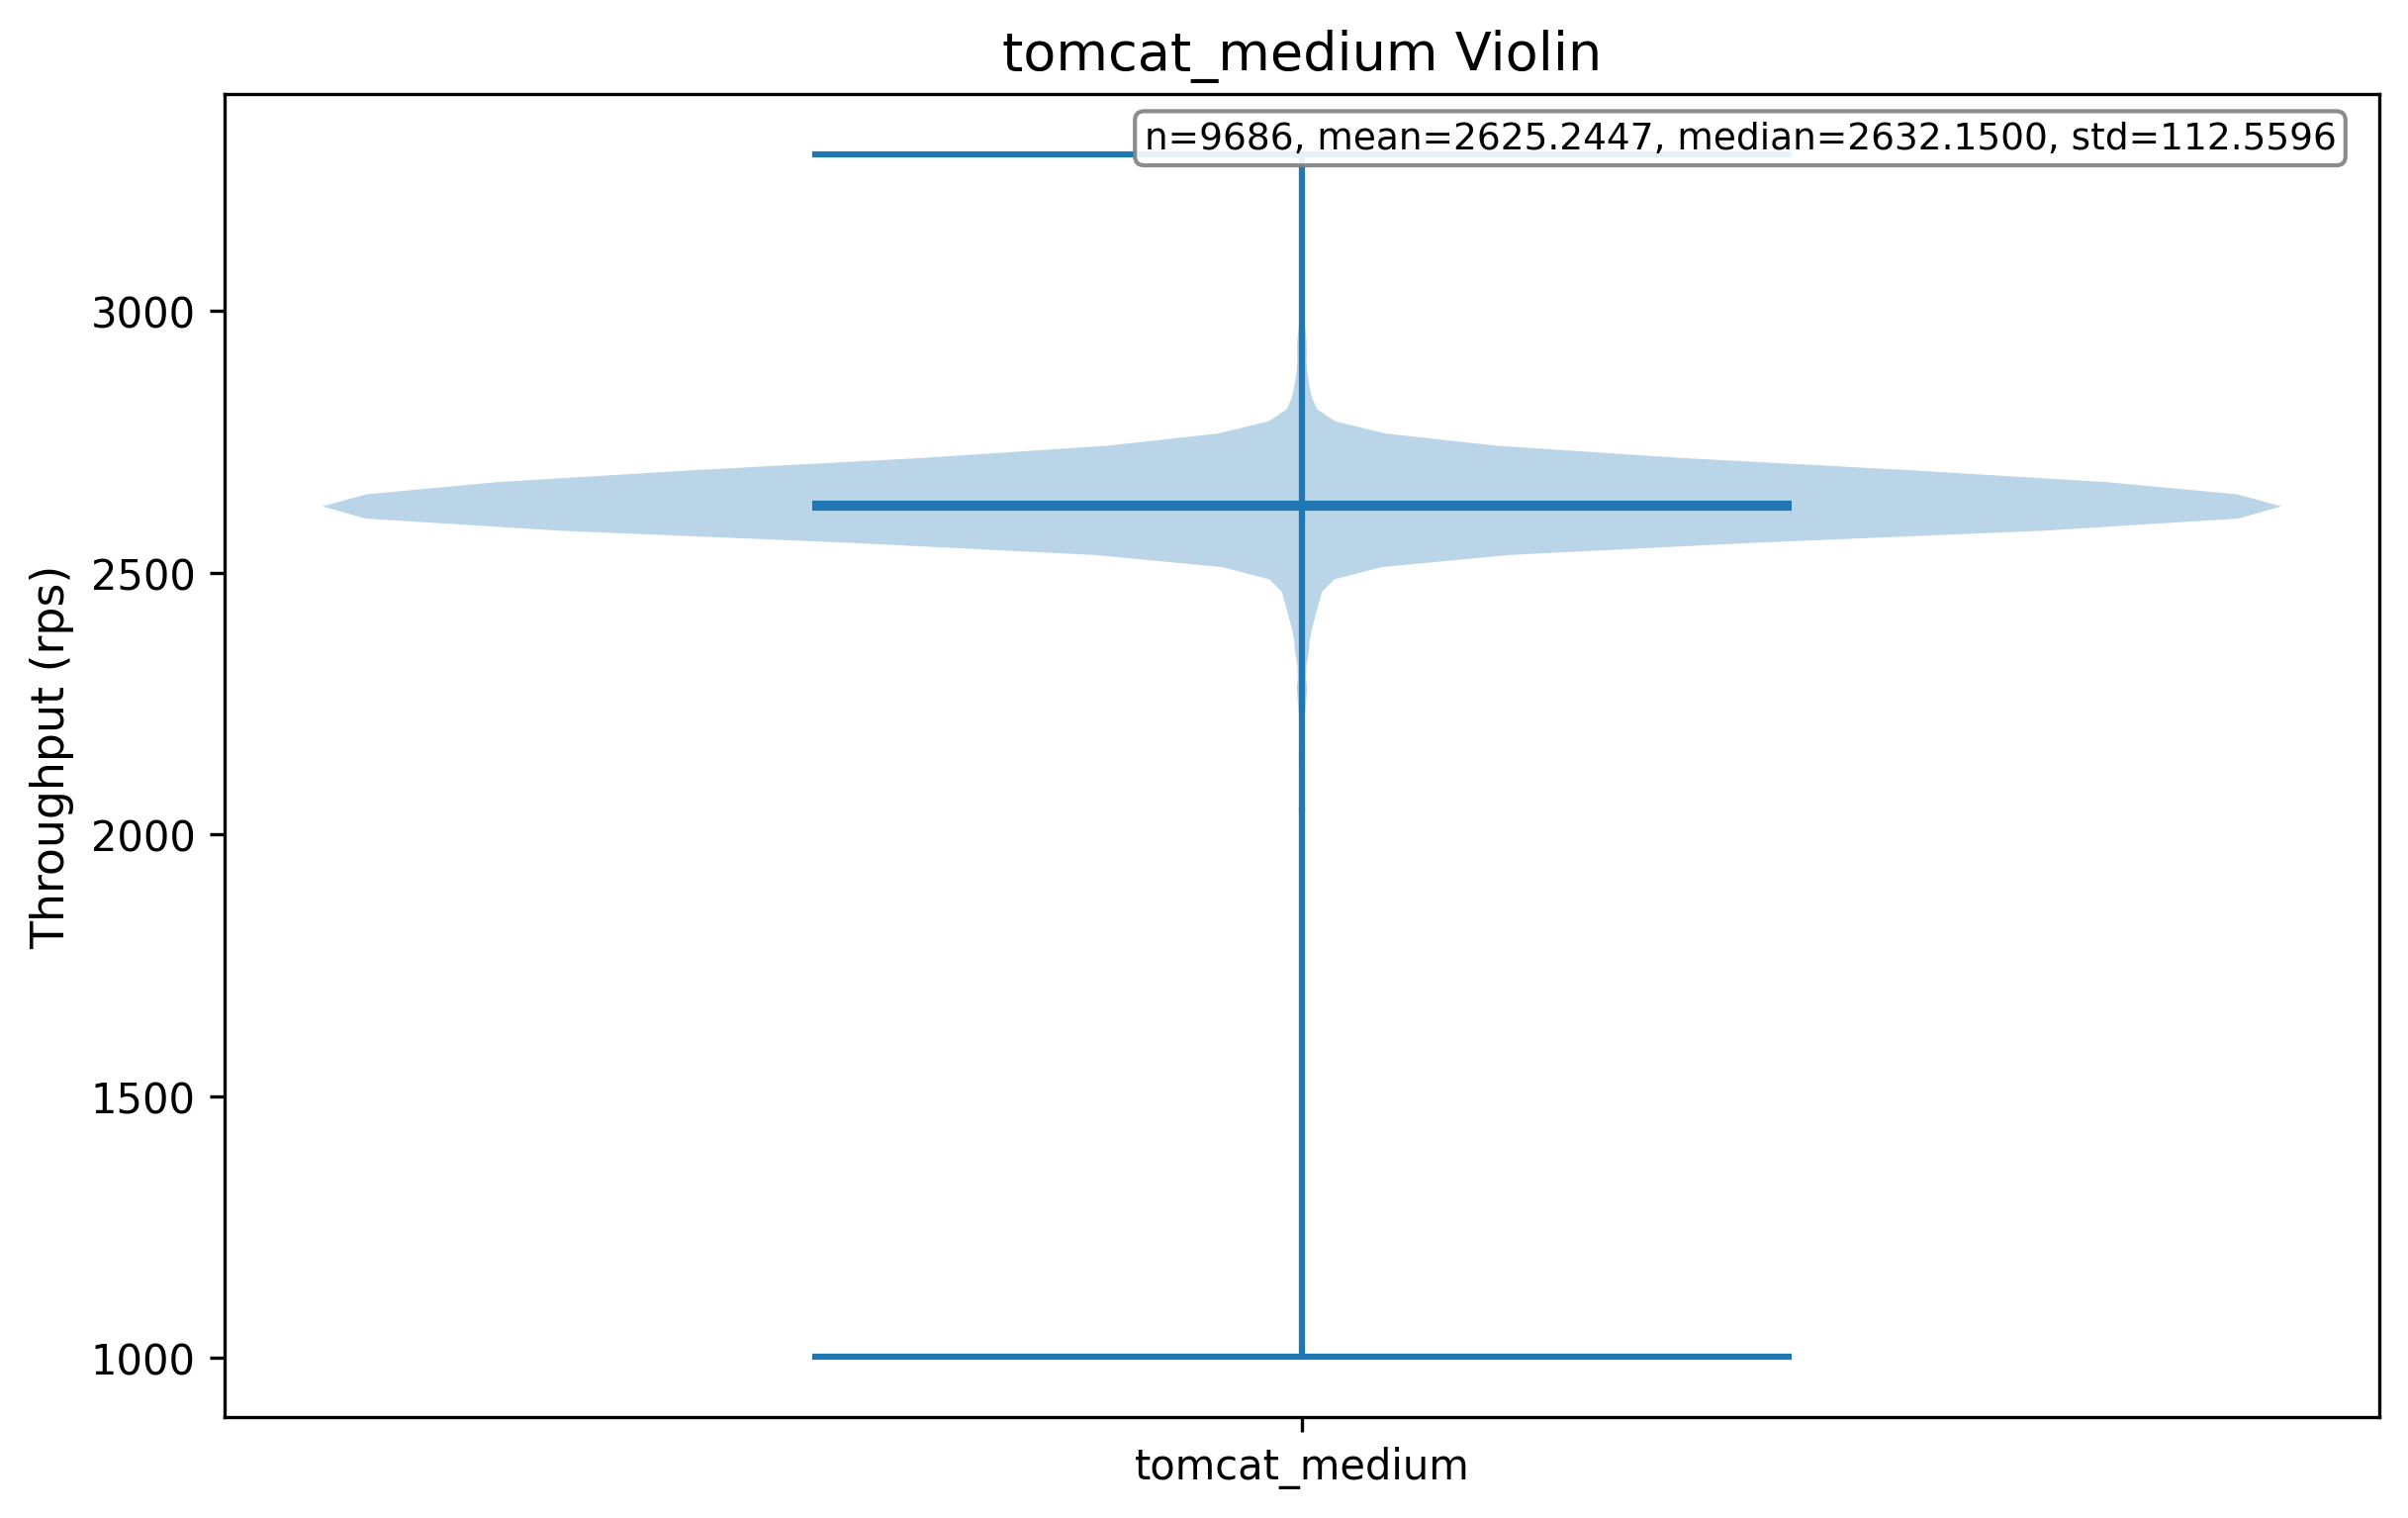 tomcat_medium Violin
n=9686, mean=2625.2447, median=2632.1500, std=112.5596
Throughput (rps)
3000
2500
2000
1500
1000
tomcat_medium